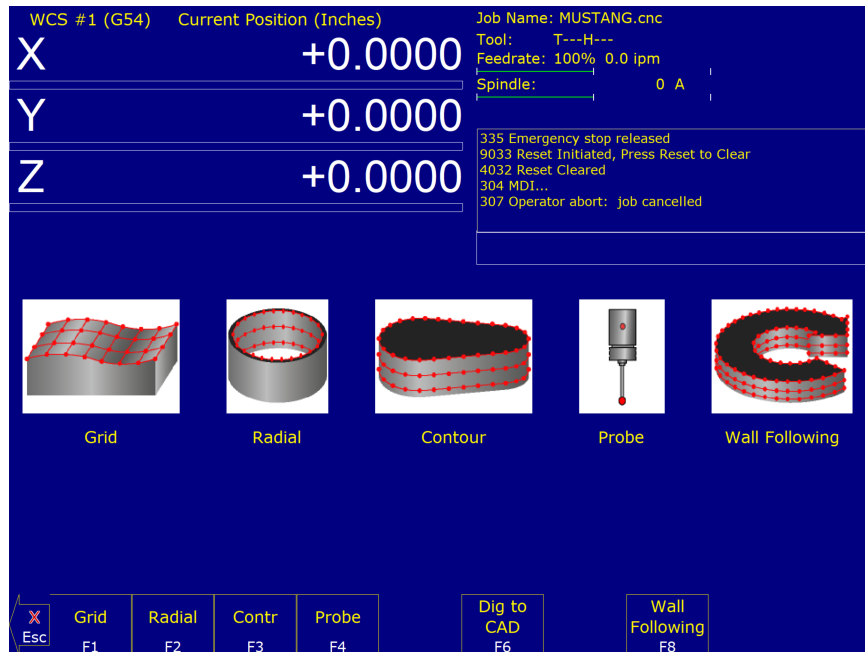 WCS #1 (G54) Current Position (Inches)
X +0.0000
Y +0.0000
Z +0.0000
Job Name: MUSTANG.cnc
Tool: T---H---
Feedrate: 100% 0.0 ipm
Spindle: 0 A
335 Emergency stop released
9033 Reset Initiated, Press Reset to Clear
4032 Reset Cleared
304 MDI...
307 Operator abort: job cancelled
Grid Radial Contour Probe Wall Following
X
Esc
Grid
F1
Radial
F2
Contr
F3
Probe
F4
Dig to
CAD
F6
Wall
Following
F8